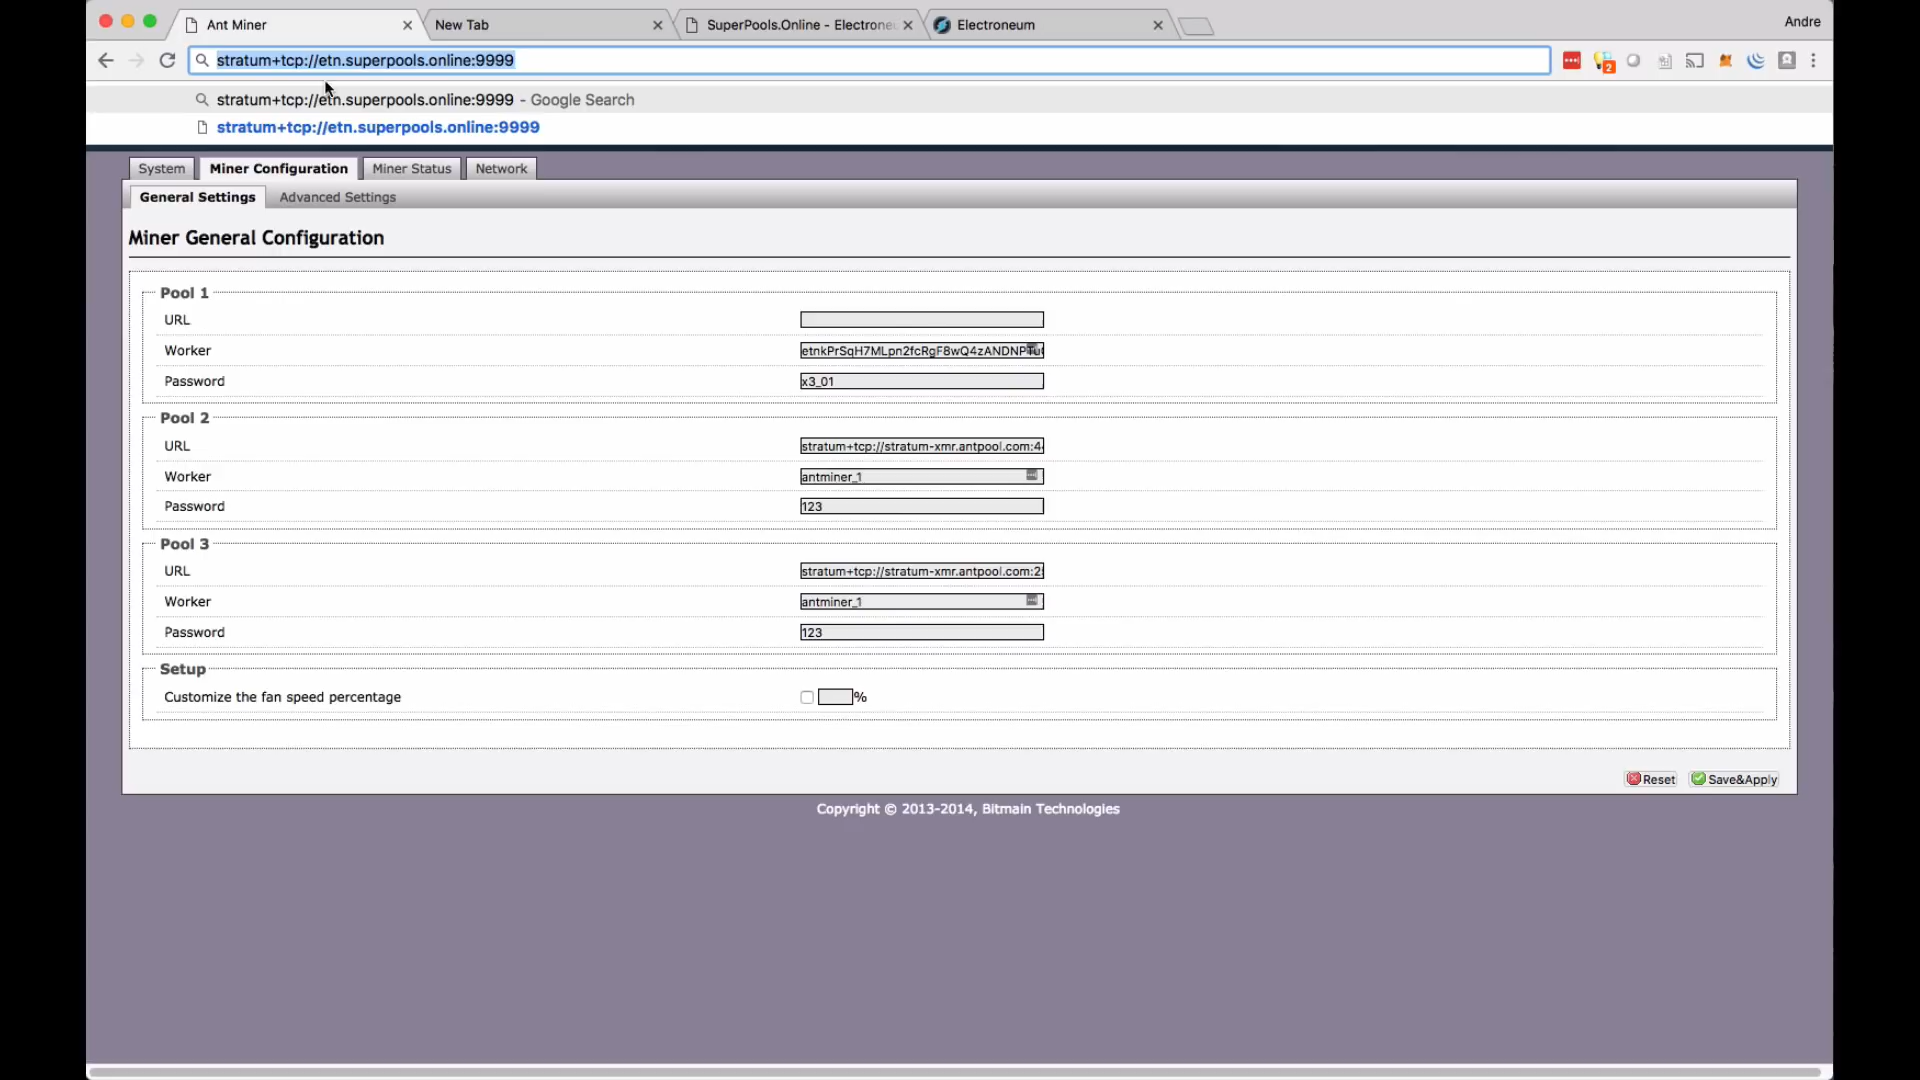 Ant Miner
New Tab
SuperPools.Online - Electrone
Electroneum
Andre
stratum+tcp://etn.superpools.online:9999
2
stratum+tcp://etn.superpools.online:9999 - Google Search
stratum+tcp://etn.superpools.online:9999
System
Miner Configuration
Miner Status
Network
General Settings
Advanced Settings
Miner General Configuration
Pool 1
URL
Worker etnkPrSqH7MLpn2fcRgF8wQ4zANDNPTu
Password x3_01
Pool 2
URL stratum+tcp://stratum-xmr.antpool.com:4
Worker antminer_1
Password 123
Pool 3
URL stratum+tcp://stratum-xmr.antpool.com:2
Worker antminer_1
Password 123
Setup
Customize the fan speed percentage %
Reset Save&Apply
Copyright © 2013-2014, Bitmain Technologies